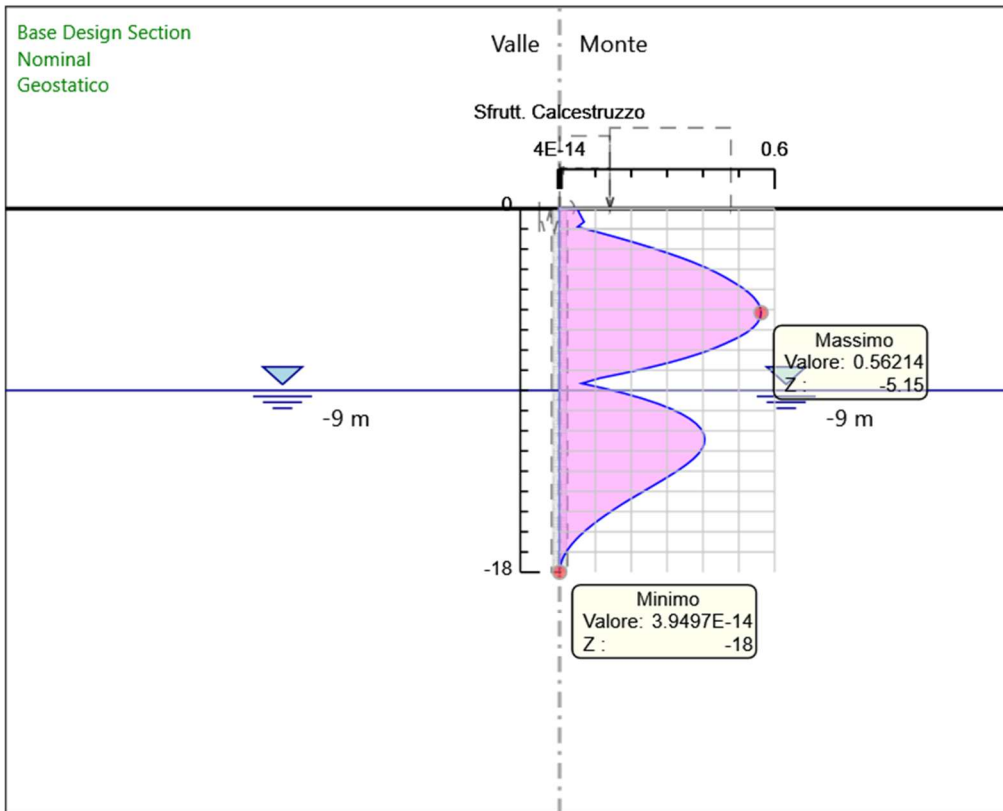 Base Design Section
Nominal
Geostatico
Valle
Monte
Sfrutt. Calcestruzzo
4E-14
0.6
0
Massimo
Valore: 0.56214
Z : -5.15
-9 m
-9 m
-18
Minimo
Valore: 3.9497E-14
Z : -18